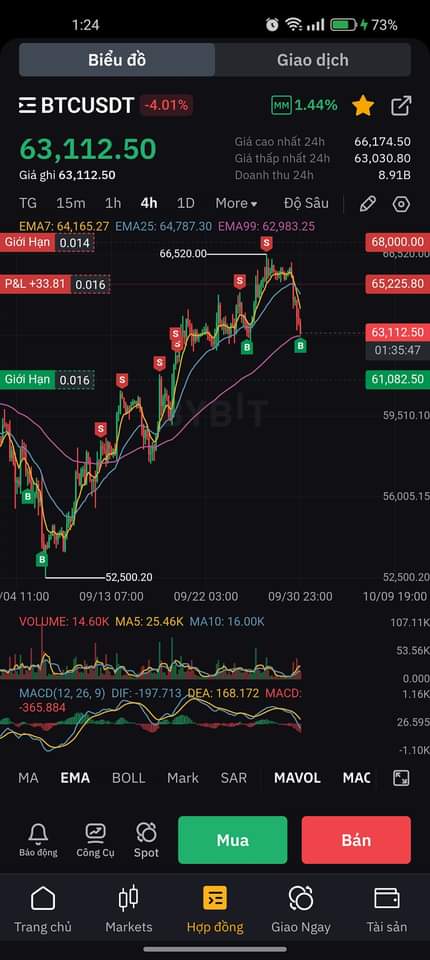 1:24 73%
Biểu đồ Giao dịch
BTCUSDT -4.01% MM 1.44%
63,112.50
Giá ghi 63,112.50
Giá cao nhất 24h 66,174.50
Giá thấp nhất 24h 63,030.80
Doanh thu 24h 8.91B
TG 15m 1h 4h 1D More Độ Sâu
EMA7: 64,165.27 EMA25: 64,787.30 EMA99: 62,983.25
Giới Hạn 0.014 68,000.00
66,520.00 66,520.00
S
P&L +33.81 0.016 65,225.80
S
63,112.50
S
S
B
B
01:35:47
S
Giới Hạn 0.016 61,082.50
S
BYBIT
59,510.10
S
B
56,005.15
B
52,500.20 52,500.20
/04 11:00 09/13 07:00 09/22 03:00 09/30 23:00 10/09 19:00
VOLUME: 14.60K MA5: 25.46K MA10: 16.00K 107.11K
53.56K
0.000
MACD(12, 26, 9) DIF: -197.713 DEA: 168.172 MACD: 1.16K
-365.884
26.595
-1.10K
MA EMA BOLL Mark SAR MAVOL MAC
Báo động Công Cụ Spot Mua Bán
Trang chủ Markets Hợp đồng Giao Ngay Tài sản